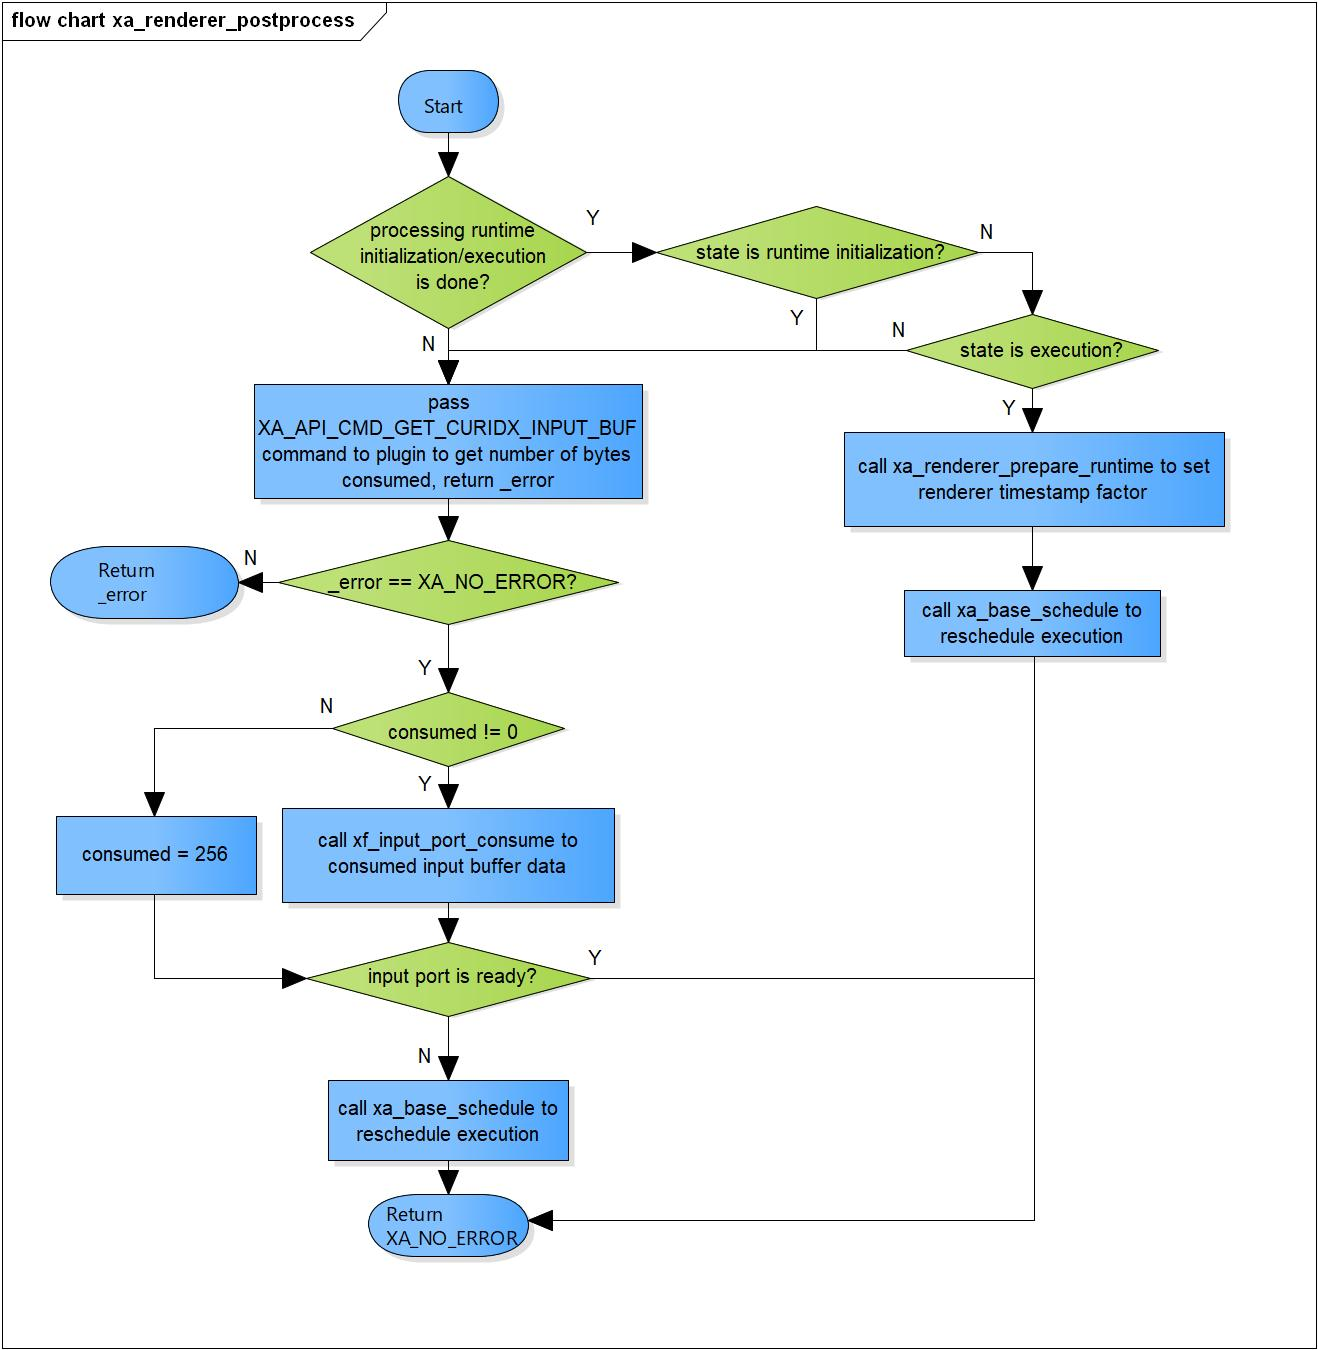 flow chart xa_renderer_postprocess
Start
processing runtime
initialization/execution
is done?
Y
state is runtime initialization?
N
Y
N
N
state is execution?
Y
pass
XA_API_CMD_GET_CURIDX_INPUT_BUF
command to plugin to get number of bytes
consumed, return _error
call xa_renderer_prepare_runtime to set
renderer timestamp factor
Return
_error
N
_error == XA_NO_ERROR?
call xa_base_schedule to
reschedule execution
Y
N
consumed != 0
Y
consumed = 256
call xf_input_port_consume to
consumed input buffer data
input port is ready?
Y
N
call xa_base_schedule to
reschedule execution
Return
XA_NO_ERROR